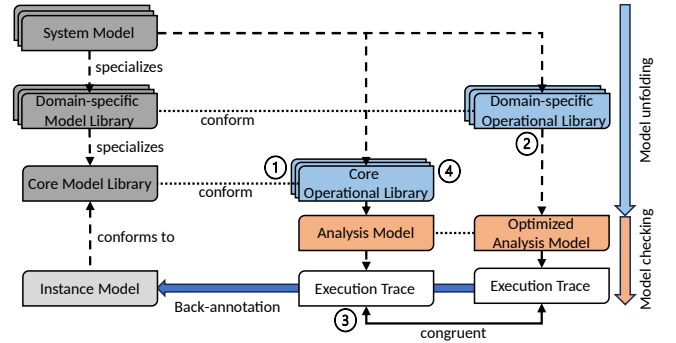 System Model
specializes
Domain-specific
Model Library
conform
Domain-specific
Operational Library
②
specializes
Core Model Library
conform
①
Core
Operational Library
④
Analysis Model
Optimized
Analysis Model
conforms to
Instance Model
Back-annotation
Execution Trace
Execution Trace
③
congruent
Model unfolding
Model checking